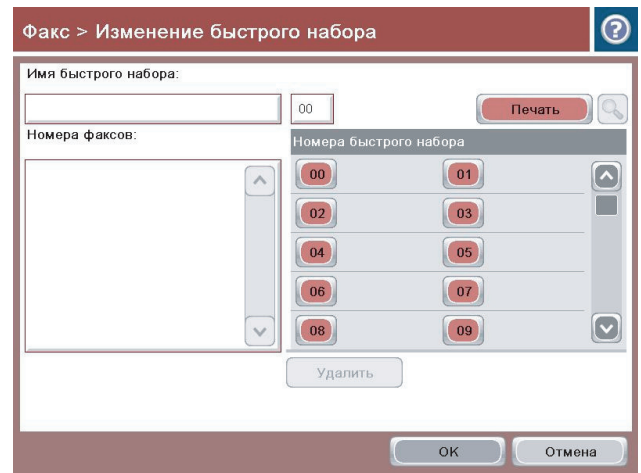 Факс > Изменение быстрого набора
?
Имя быстрого набора:
00
Печать
Номера факсов:
Номера быстрого набора
00 01
02 03
04 05
06 07
08 09
Удалить
OK Отмена